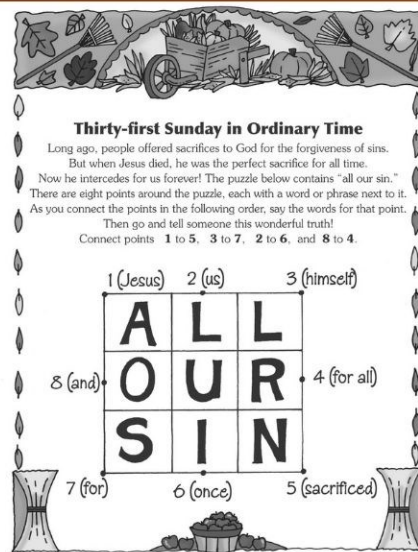 Thirty-first Sunday in Ordinary Time
Long ago, people offered sacrifices to God for the forgiveness of sins.
But when Jesus died, he was the perfect sacrifice for all time.
Now he intercedes for us forever! The puzzle below contains "all our sin."
There are eight points around the puzzle, each with a word or phrase next to it.
As you connect the points in the following order, say the words for that point.
Then go and tell someone this wonderful truth!
Connect points 1 to 5, 3 to 7, 2 to 6, and 8 to 4.
1 (Jesus) 2 (us) 3 (himself)
A L L
8 (and) O U R 4 (for all)
S I N
7 (for) 6 (once) 5 (sacrificed)